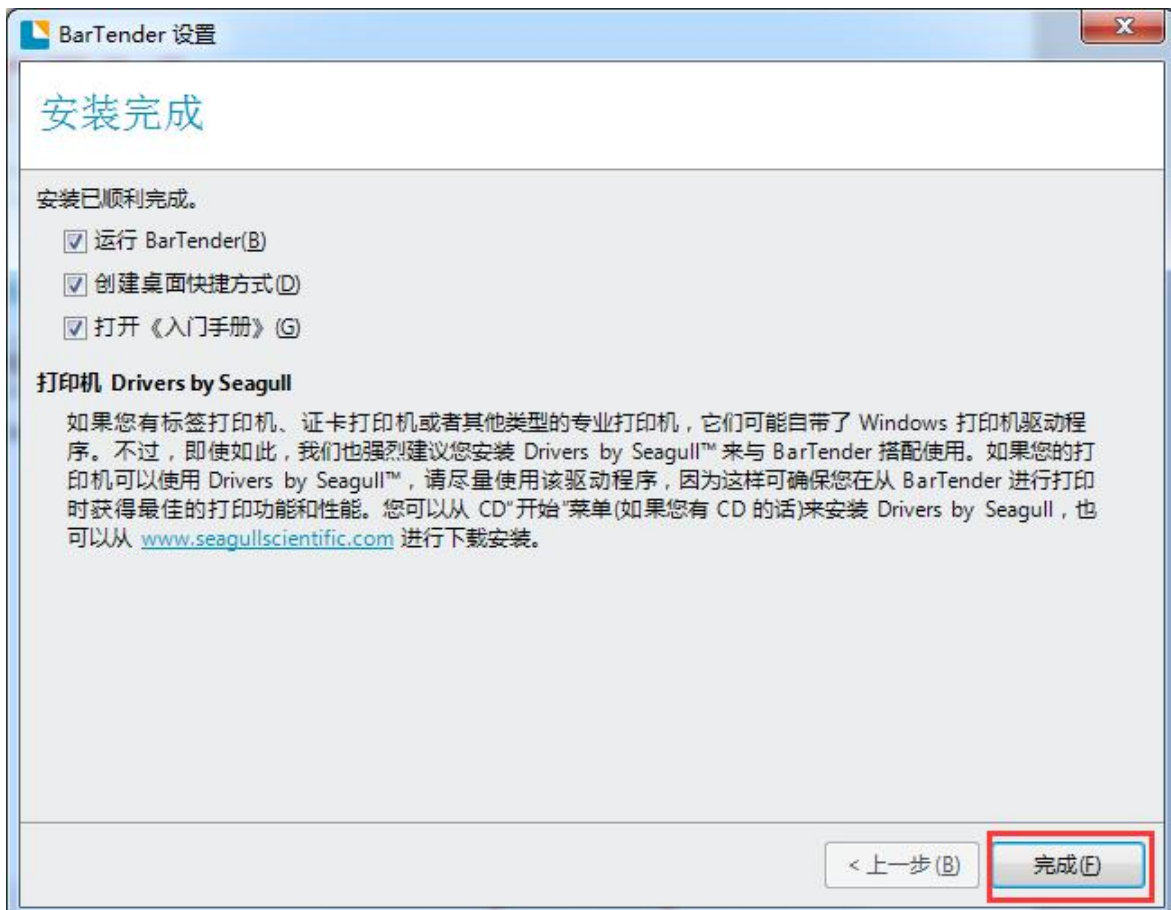 BarTender 设置
安装完成
安装已顺利完成。
运行 BarTender(B)
创建桌面快捷方式(D)
打开《入门手册》(G)
打印机 Drivers by Seagull
如果您有标签打印机、证卡打印机或者其他类型的专业打印机，它们可能自带了 Windows 打印机驱动程
序。不过，即使如此，我们也强烈建议您安装 Drivers by Seagull™ 来与 BarTender 搭配使用。如果您的打
印机可以使用 Drivers by Seagull™，请尽量使用该驱动程序，因为这样可确保您在从 BarTender 进行打印
时获得最佳的打印功能和性能。您可以从 CD"开始"菜单(如果您有 CD 的话)来安装 Drivers by Seagull，也
可以从 www.seagullscientific.com 进行下载安装。
< 上一步(B) 完成(F)